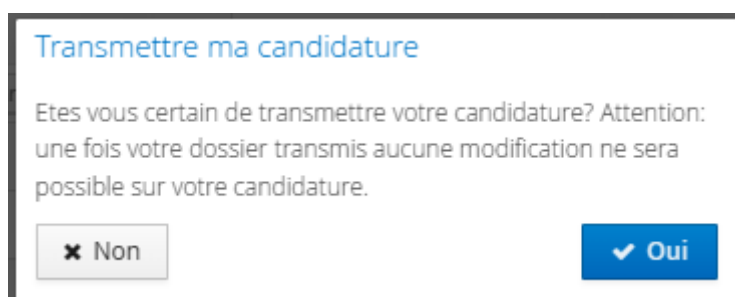 Transmettre ma candidature
Etes vous certain de transmettre votre candidature? Attention:
une fois votre dossier transmis aucune modification ne sera
possible sur votre candidature.
Non
Oui